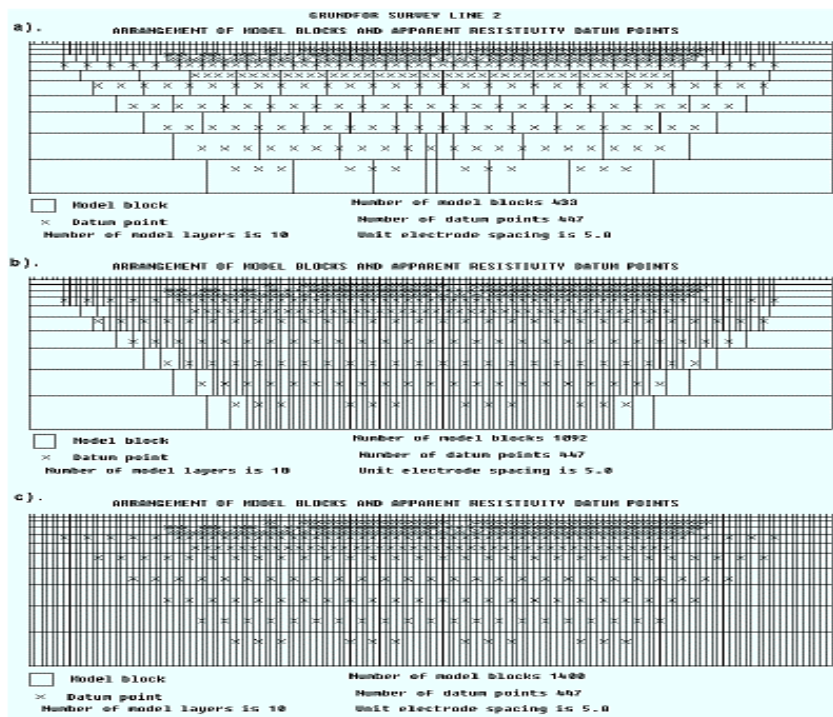 GRUNDFOR SURVEY LINE 2
a).
ARRANGEMENT OF MODEL BLOCKS AND APPARENT RESISTIVITY DATUM POINTS
Model block
Number of model blocks 433
× Datum point
Number of datum points 447
Number of model layers is 10
Unit electrode spacing is 5.0
b).
ARRANGEMENT OF MODEL BLOCKS AND APPARENT RESISTIVITY DATUM POINTS
Model block
Number of model blocks 1092
× Datum point
Number of datum points 447
Number of model layers is 10
Unit electrode spacing is 5.0
c).
ARRANGEMENT OF MODEL BLOCKS AND APPARENT RESISTIVITY DATUM POINTS
Model block
Number of model blocks 1400
× Datum point
Number of datum points 447
Number of model layers is 10
Unit electrode spacing is 5.0